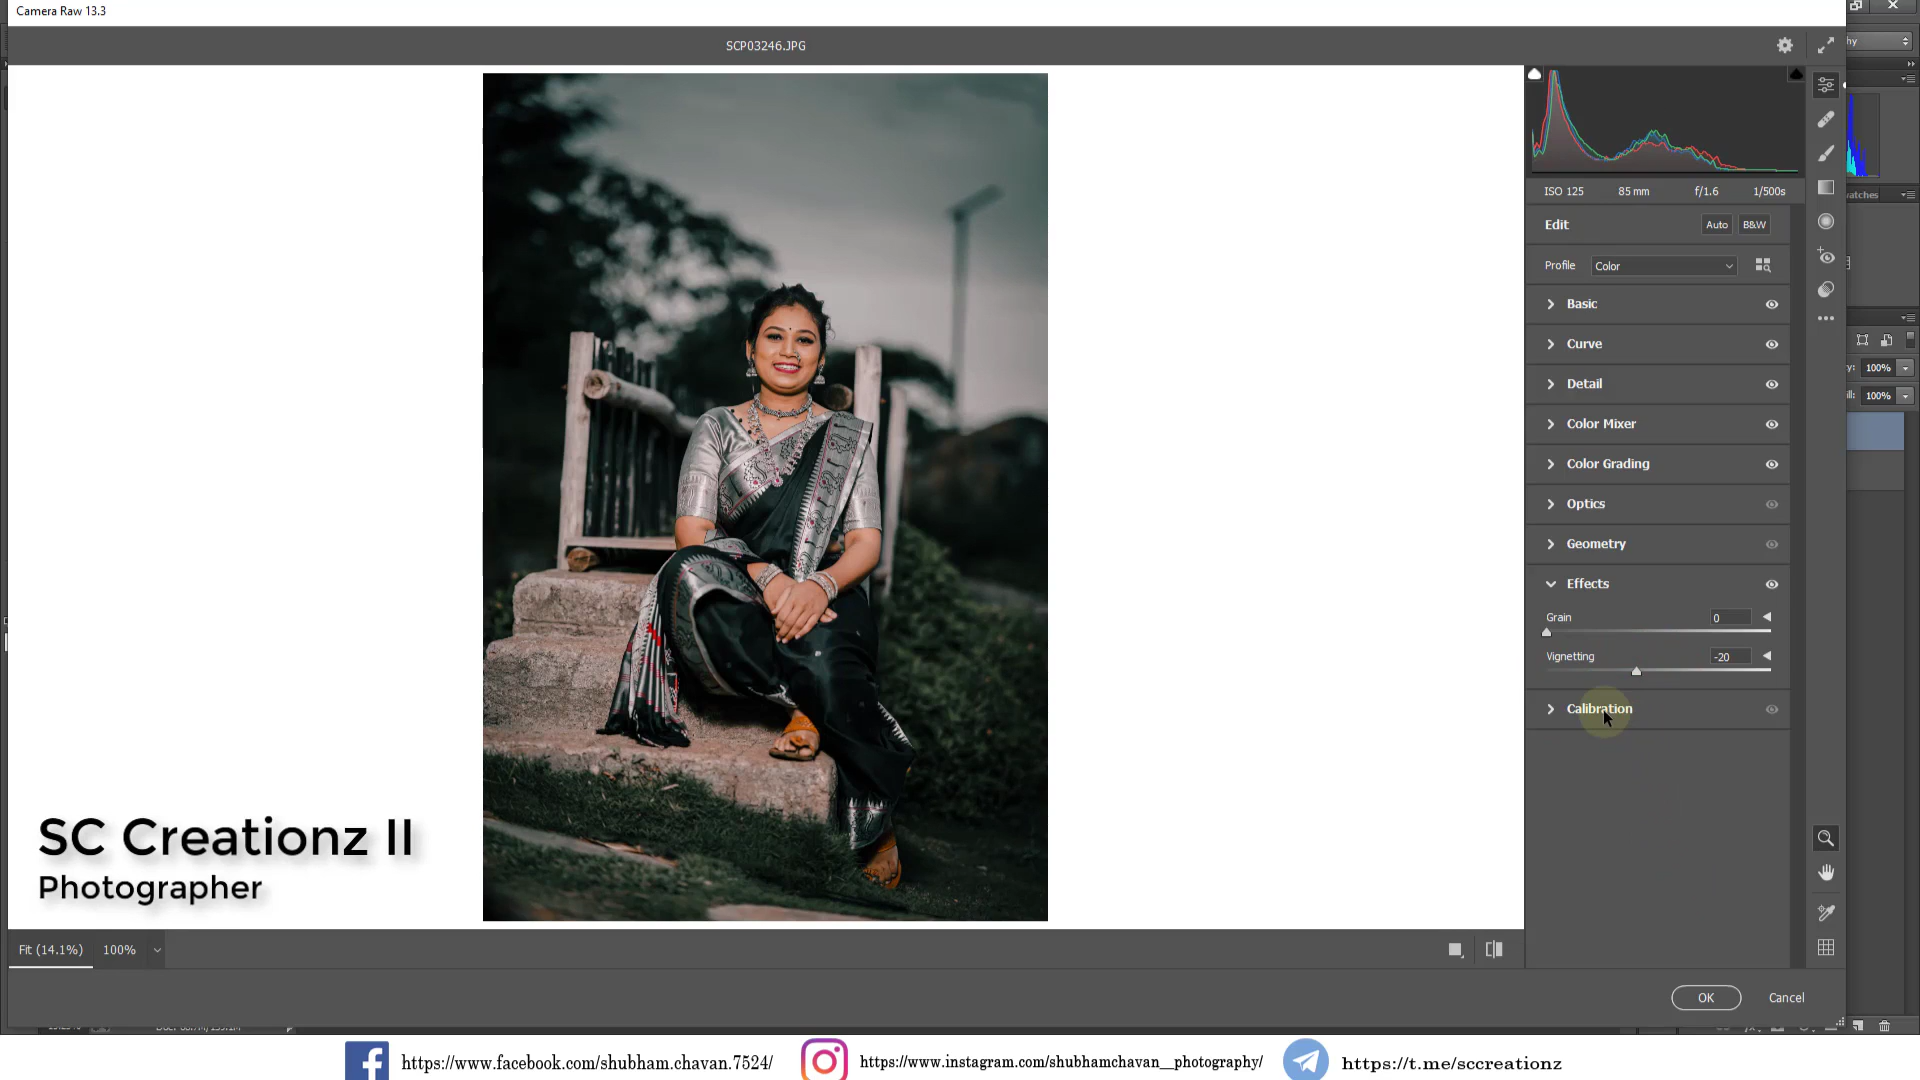 Camera Raw 13.3
SCP03246.JPG
hy
ISO 125 85 mm f/1.6 1/500s
atches
Edit Auto B&W
Profile Color
Basic
Curve
Detail
100%
100%
Color Mixer
Color Grading
Optics
Geometry
Effects
Grain 0
Vignetting -20
Calibration
SC Creationz II
Photographer
Fit (14.1%) 100%
OK Cancel
https://www.facebook.com/shubham.chavan.7524/ https://www.instagram.com/shubhamchavan__photography/ https://t.me/sccreationz